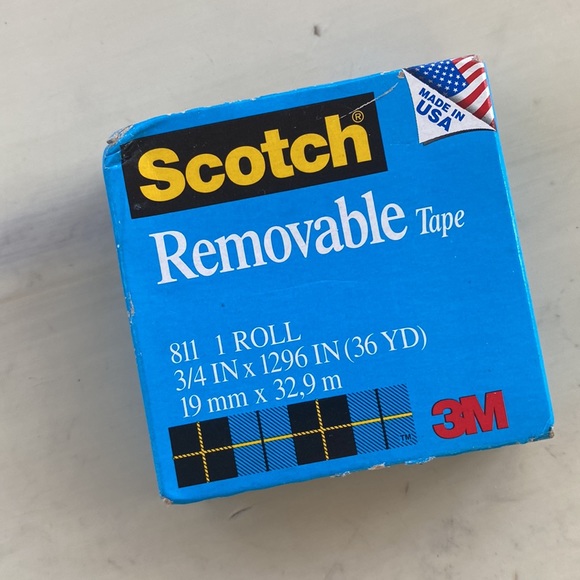 Scotch®
MADE IN
USA
Removable Tape
811 1 ROLL
3/4 IN x 1296 IN (36 YD)
19 mm x 32,9 m
™
3M